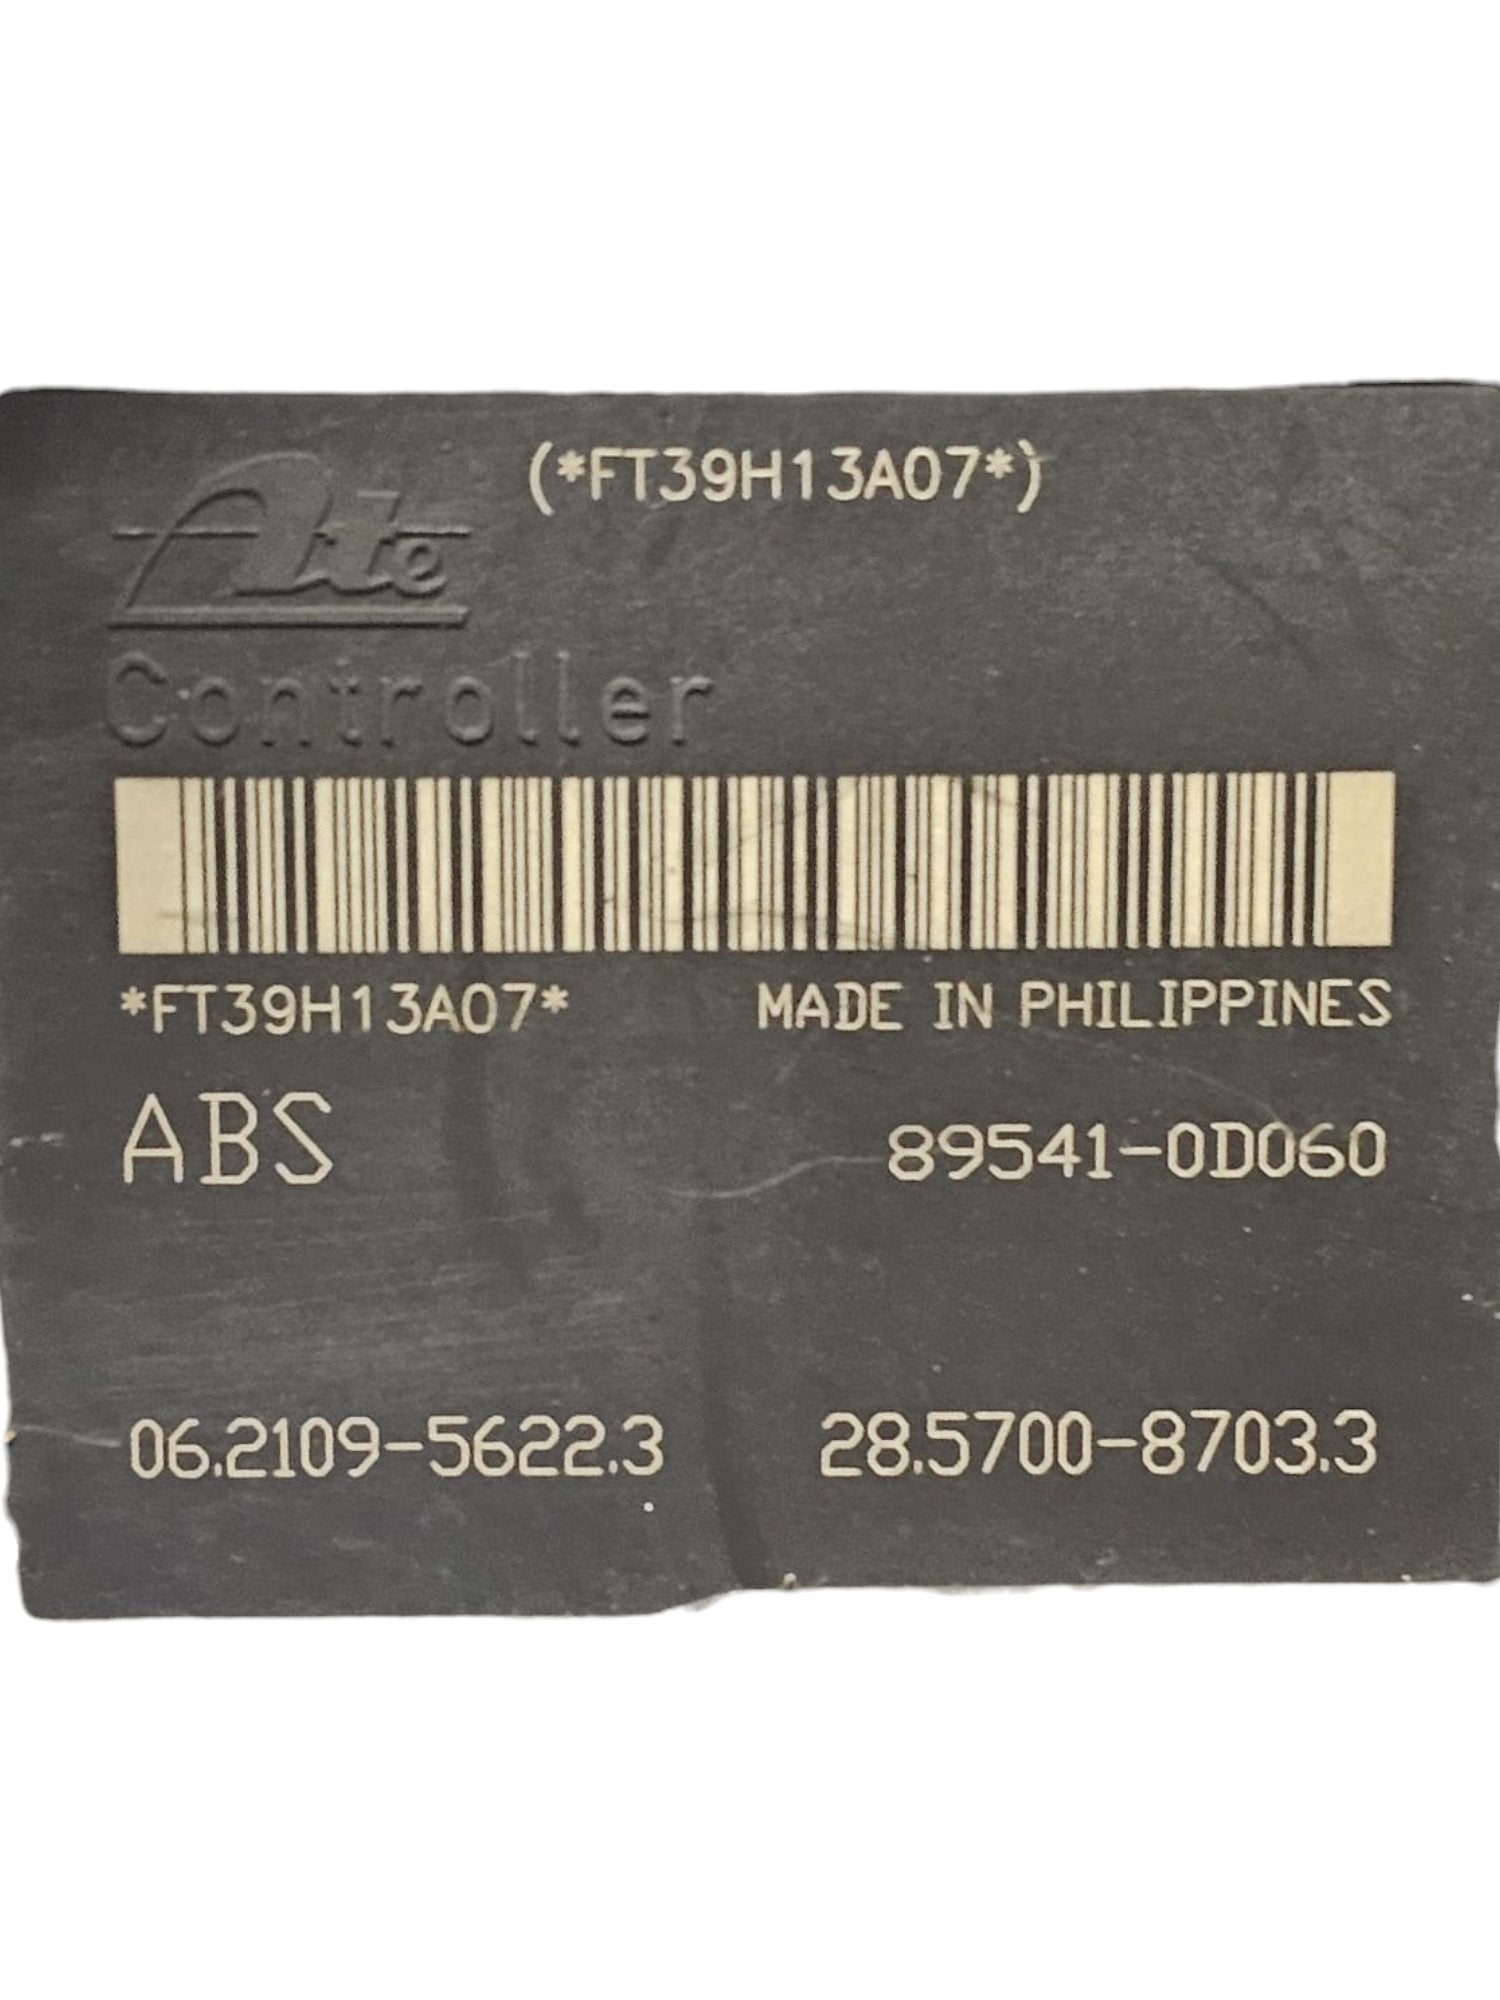 (*FT39H13A07*)
Ate
Controller
*FT39H13A07* MADE IN PHILIPPINES
ABS 89541-0D060
06.2109-5622.3 28.5700-8703.3